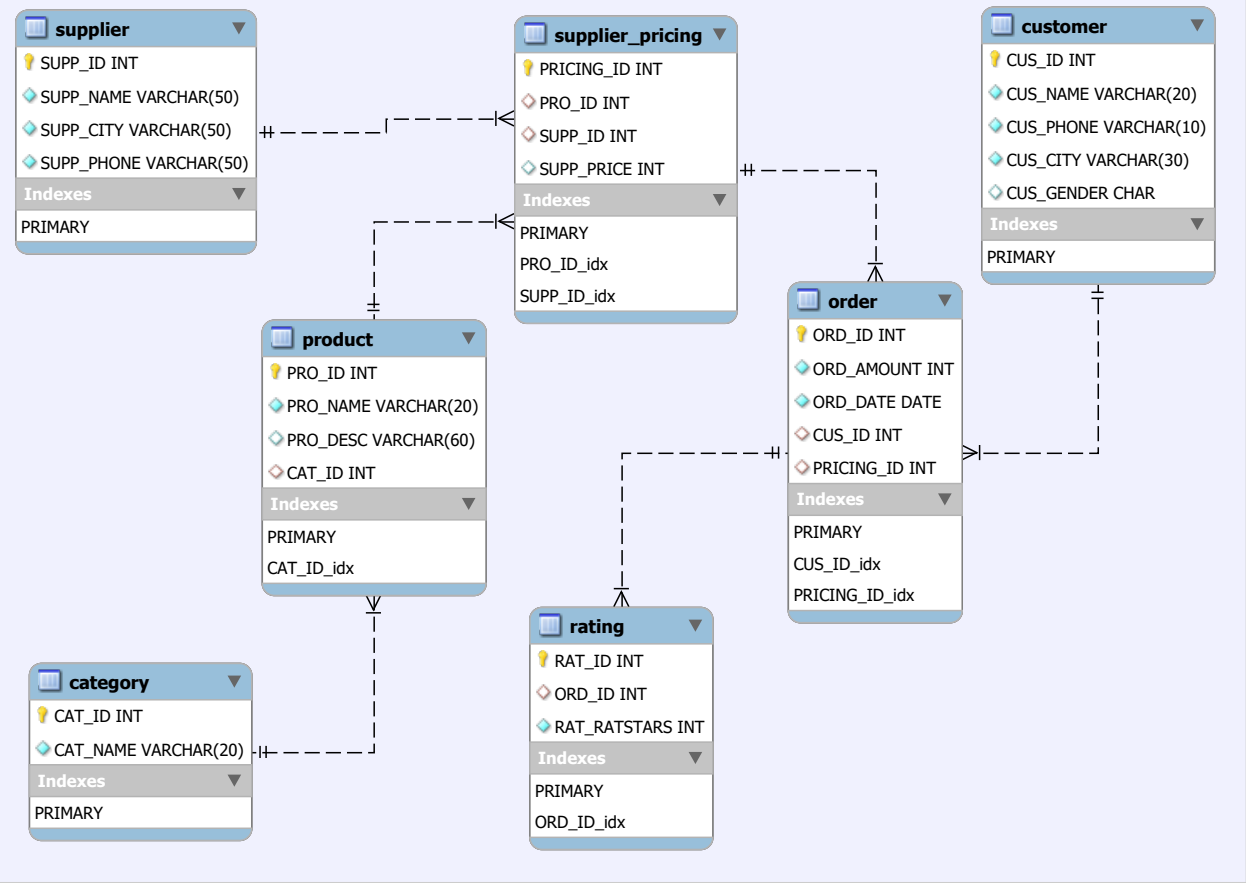 supplier
SUPP_ID INT
SUPP_NAME VARCHAR(50)
SUPP_CITY VARCHAR(50)
SUPP_PHONE VARCHAR(50)
Indexes
PRIMARY
supplier_pricing
PRICING_ID INT
PRO_ID INT
SUPP_ID INT
SUPP_PRICE INT
Indexes
PRIMARY
PRO_ID_idx
SUPP_ID_idx
customer
CUS_ID INT
CUS_NAME VARCHAR(20)
CUS_PHONE VARCHAR(10)
CUS_CITY VARCHAR(30)
CUS_GENDER CHAR
Indexes
PRIMARY
product
PRO_ID INT
PRO_NAME VARCHAR(20)
PRO_DESC VARCHAR(60)
CAT_ID INT
Indexes
PRIMARY
CAT_ID_idx
order
ORD_ID INT
ORD_AMOUNT INT
ORD_DATE DATE
CUS_ID INT
PRICING_ID INT
Indexes
PRIMARY
CUS_ID_idx
PRICING_ID_idx
category
CAT_ID INT
CAT_NAME VARCHAR(20)
Indexes
PRIMARY
rating
RAT_ID INT
ORD_ID INT
RAT_RATSTARS INT
Indexes
PRIMARY
ORD_ID_idx